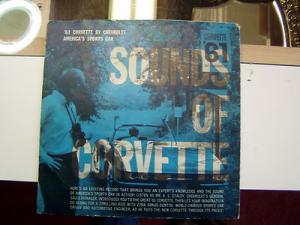 '61 CORVETTE BY CHEVROLET
AMERICA'S SPORTS CAR
CORVETTE
61
SOUNDS
OF
CORVETTE
HERE'S AN EXCITING RECORD THAT BRINGS YOU AN EXPERT'S KNOWLEDGE AND THE SOUND
OF AMERICA'S SPORTS CAR IN ACTION! LISTEN AS MR. K. E. STALEY, CHEVROLET'S GENERAL
SALES MANAGER, INTRODUCES YOU TO THE GREAT '61 CORVETTE, THEN LET YOUR IMAGINATION
GO ALONG FOR A THRILLING RIDE WITH ZORA ARKUS-DUNTOV, WORLD-FAMOUS SPORTS CAR
DRIVER AND AUTOMOTIVE ENGINEER, AS HE PUTS THE NEW CORVETTE THROUGH ITS PACES!